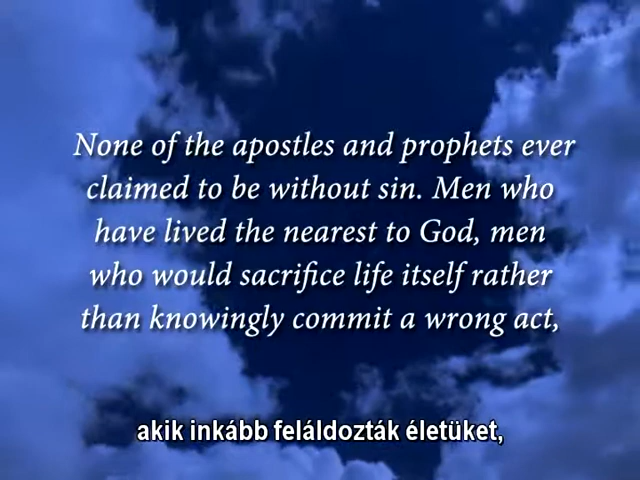 None of the apostles and prophets ever
claimed to be without sin. Men who
have lived the nearest to God, men
who would sacrifice life itself rather
than knowingly commit a wrong act,
akik inkább feláldozták életüket,